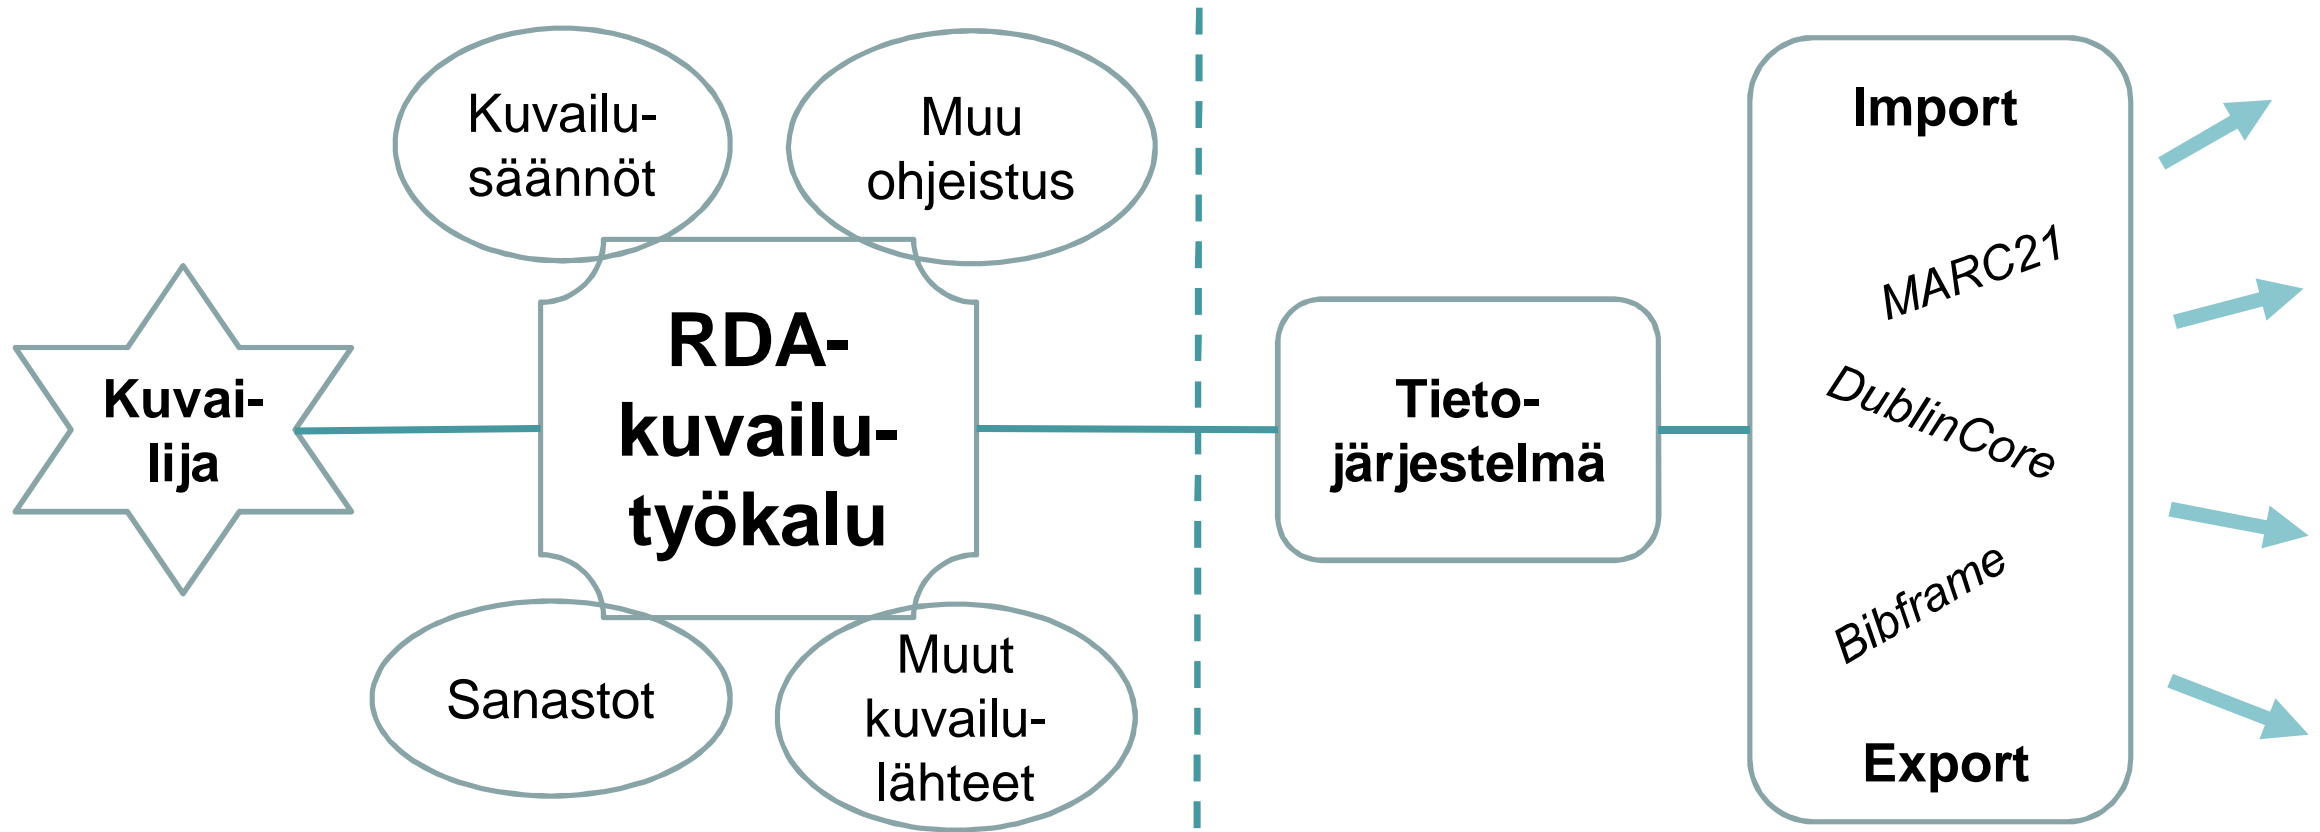 Kuvailu-
säännöt
Muu
ohjeistus
Kuvai-
lija
RDA-
kuvailu-
työkalu
Sanastot
Muut
kuvailu-
lähteet
Tieto-
järjestelmä
Import
MARC21
DublinCore
Bibframe
Export